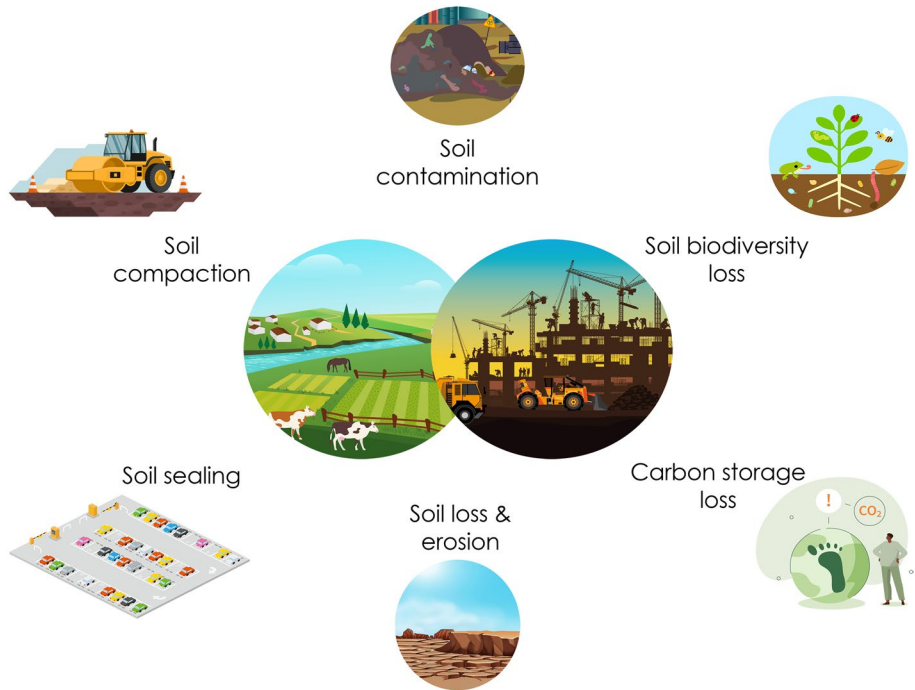 Soil
contamination
Soil
compaction
Soil biodiversity
loss
Soil sealing
Carbon storage
loss
!
CO₂
Soil loss &
erosion